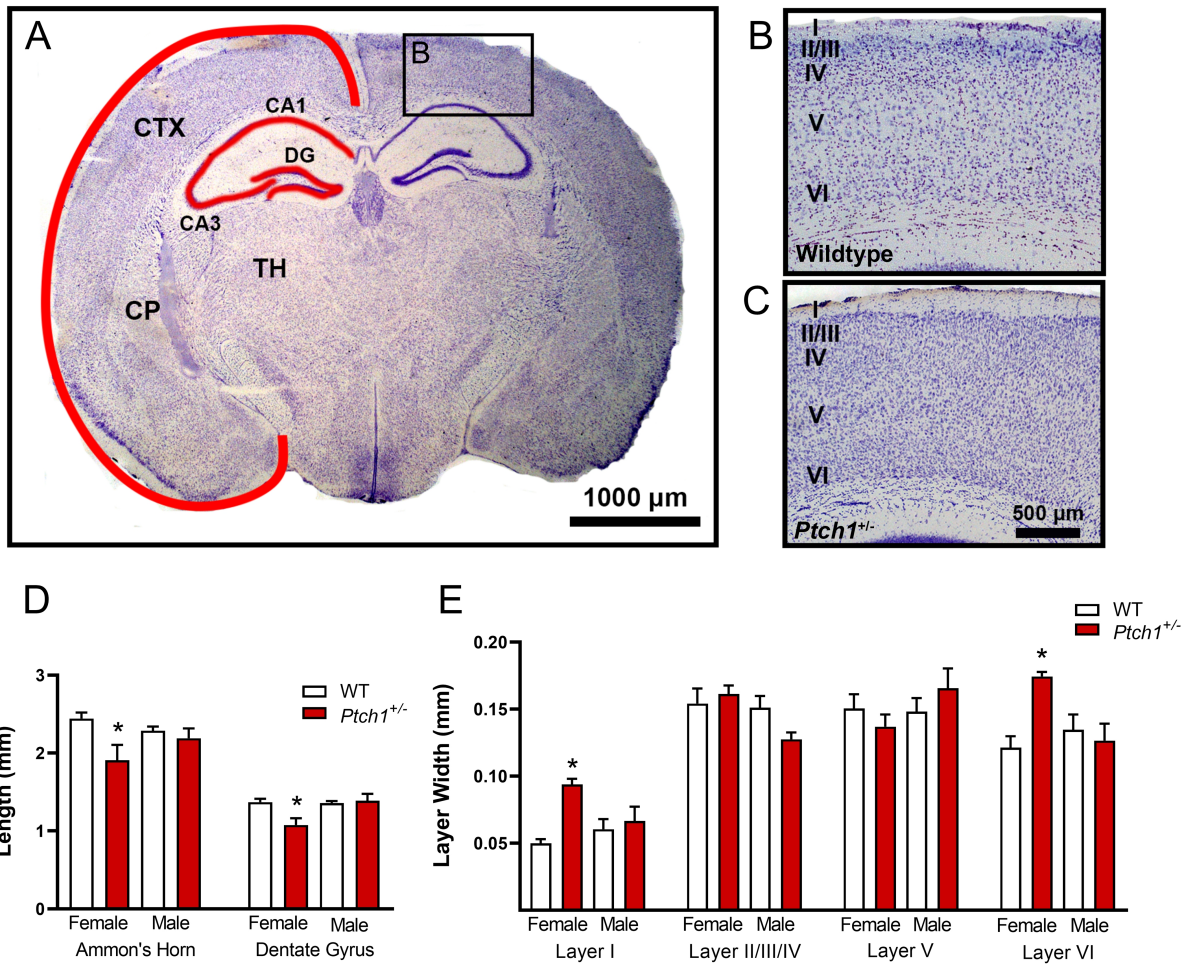 A
B
CA1
CTX
DG
CA3
TH
CP
1000 µm
B
I
II/III
IV
V
VI
Wildtype
C
I
II/III
IV
V
VI
500 µm
Ptch1+/-
D
WT
Ptch1+/-
Length (mm)
3
2
1
0
*
*
Female Male Female Male
Ammon's Horn Dentate Gyrus
E
WT
Ptch1+/-
Layer Width (mm)
0.20
0.15
0.10
0.05
*
*
Female Male Female Male Female Male Female Male
Layer I Layer II/III/IV Layer V Layer VI